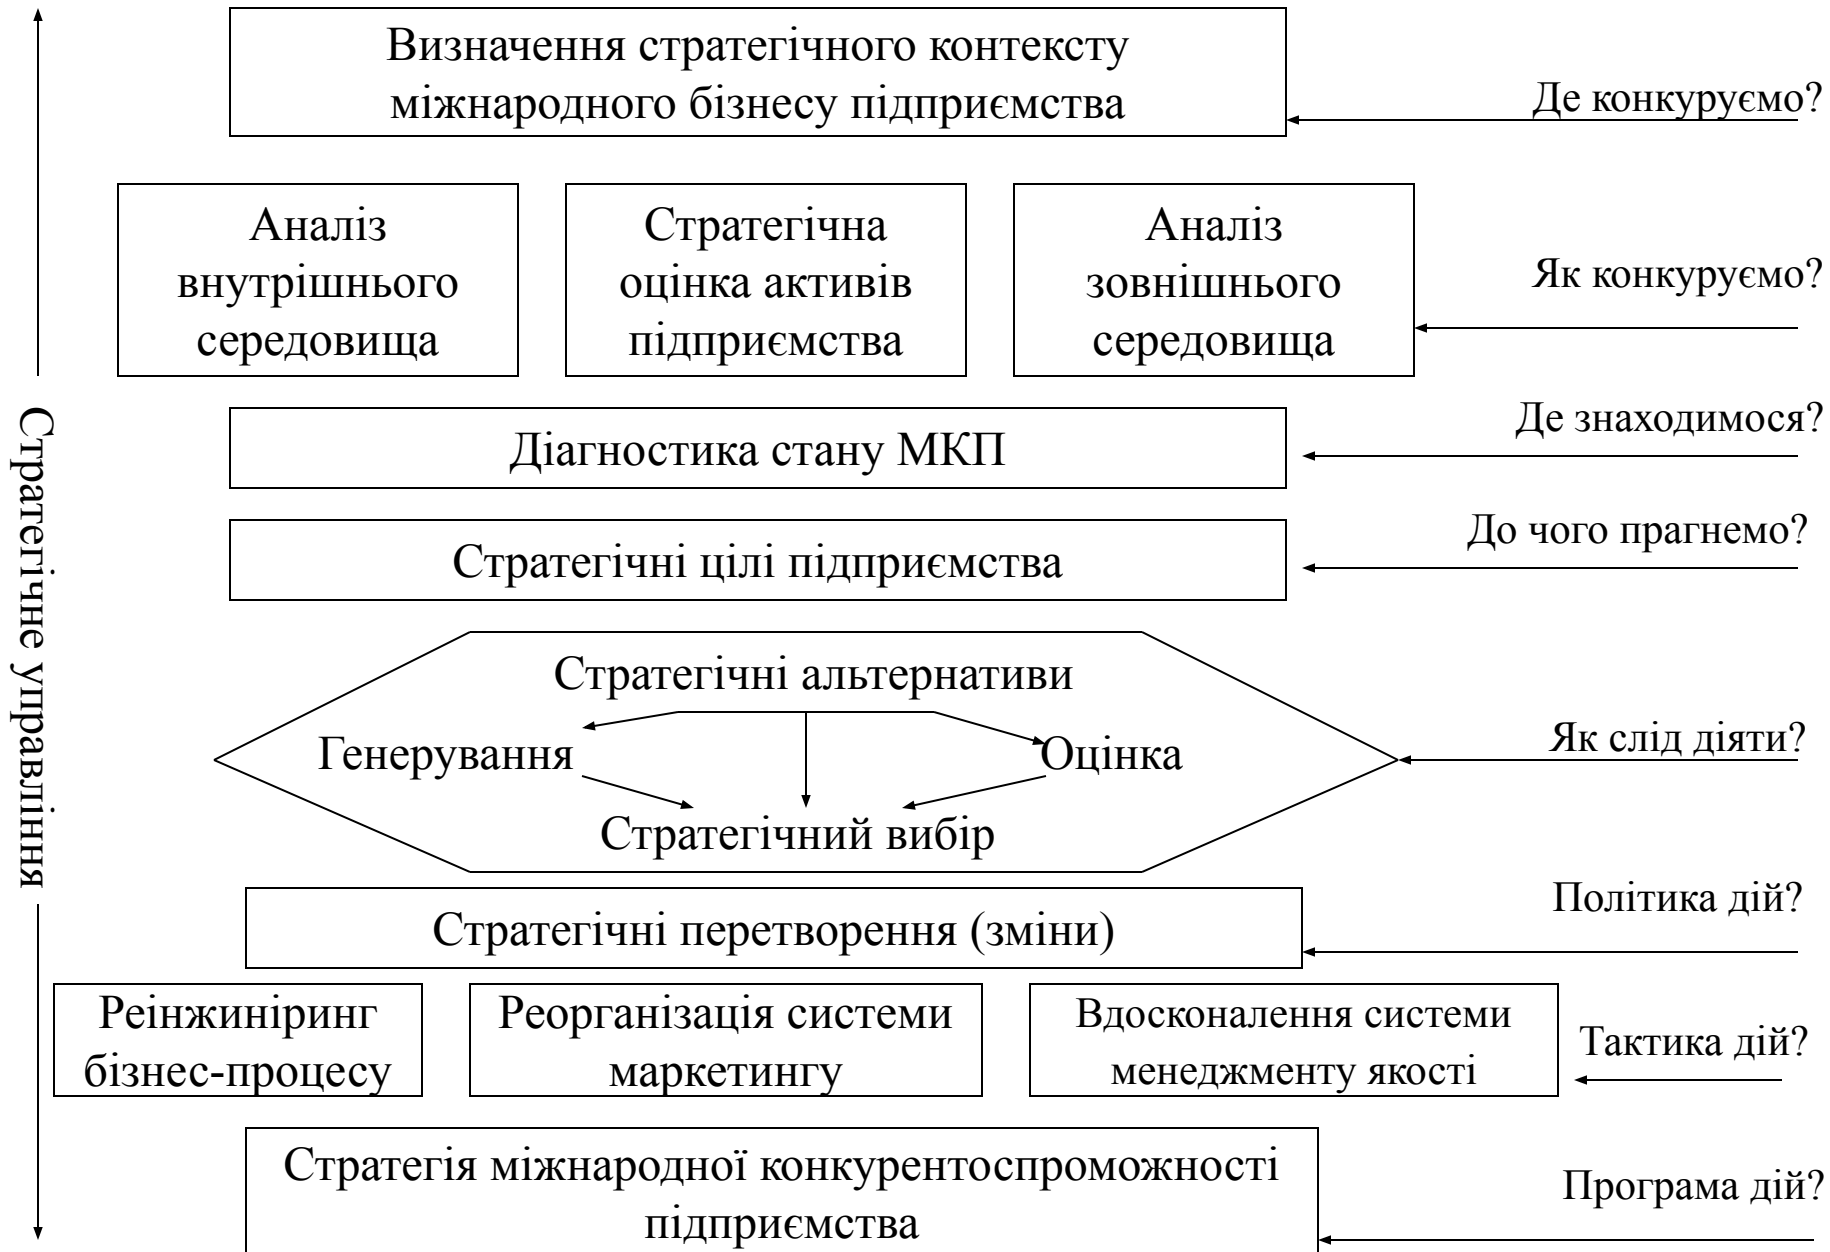 Визначення стратегічного контексту
міжнародного бізнесу підприємства
Де конкуруємо?
Аналіз
внутрішнього
середовища
Стратегічна
оцінка активів
підприємства
Аналіз
зовнішнього
середовища
Як конкуруємо?
Діагностика стану МКП
Де знаходимося?
Стратегічні цілі підприємства
До чого прагнемо?
Стратегічне управління
Стратегічні альтернативи
Генерування
Оцінка
Стратегічний вибір
Як слід діяти?
Стратегічні перетворення (зміни)
Політика дій?
Реінжиніринг
бізнес-процесу
Реорганізація системи
маркетингу
Вдосконалення системи
менеджменту якості
Тактика дій?
Стратегія міжнародної конкурентоспроможності
підприємства
Програма дій?